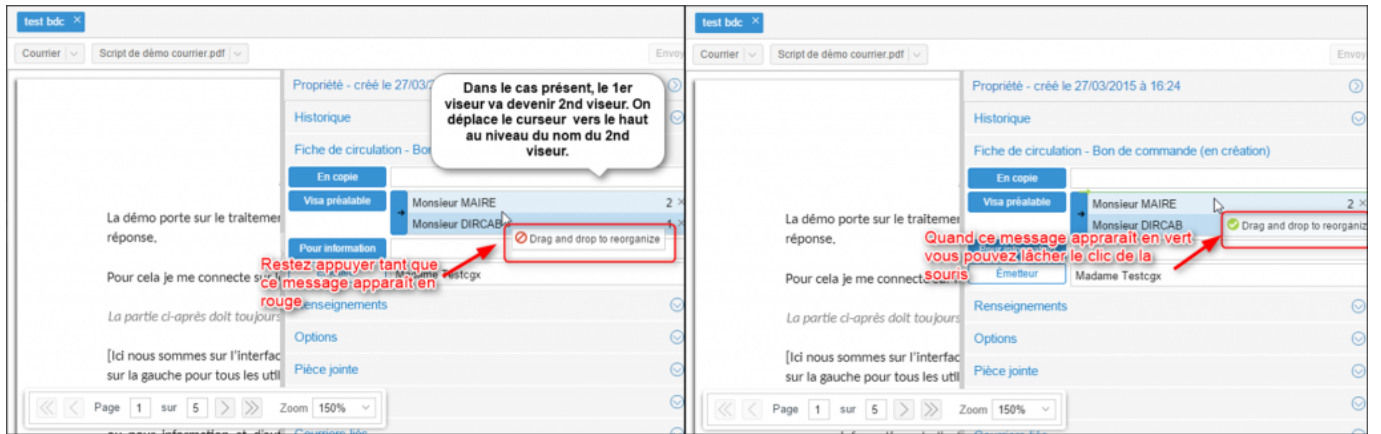 test bdc ×
Courrier
Script de démo courrier.pdf
Envoy
Propriété - créé le 27/03/2
Historique
Fiche de circulation - Bo
Dans le cas présent, le 1er
viseur va devenir 2nd viseur. On
déplace le curseur vers le haut
au niveau du nom du 2nd
viseur.
En copie
Visa préalable
Monsieur MAIRE 2 ×
Monsieur DIRCAB 1 ×
Drag and drop to reorganize
Pour information
Restez appuyer tant que
ce message apparait en
rouge
Madame Testcgx
Renseignements
Options
Pièce jointe
La démo porte sur le traitemen
réponse.
Pour cela je me connecte sur
La partie ci-après doit toujours
[Ici nous sommes sur l'interfac
sur la gauche pour tous les util
Page 1 sur 5 Zoom 150%
ou pour information et d'aut
Courriers liés
test bdc ×
Courrier
Script de démo courrier.pdf
Envoy
Propriété - créé le 27/03/2015 à 16:24
Historique
Fiche de circulation - Bon de commande (en création)
En copie
Visa préalable
Monsieur MAIRE 2 ×
Monsieur DIRCAB
Drag and drop to reorganiz
Quand ce message appraraît en vert
vous pouvez lâcher le clic de la
souris
Émetteur
Madame Testcgx
Renseignements
Options
Pièce jointe
La démo porte sur le traitemen
réponse.
Pour cela je me connecte
La partie ci-après doit toujours
[Ici nous sommes sur l'interfac
sur la gauche pour tous les util
Page 1 sur 5 Zoom 150%